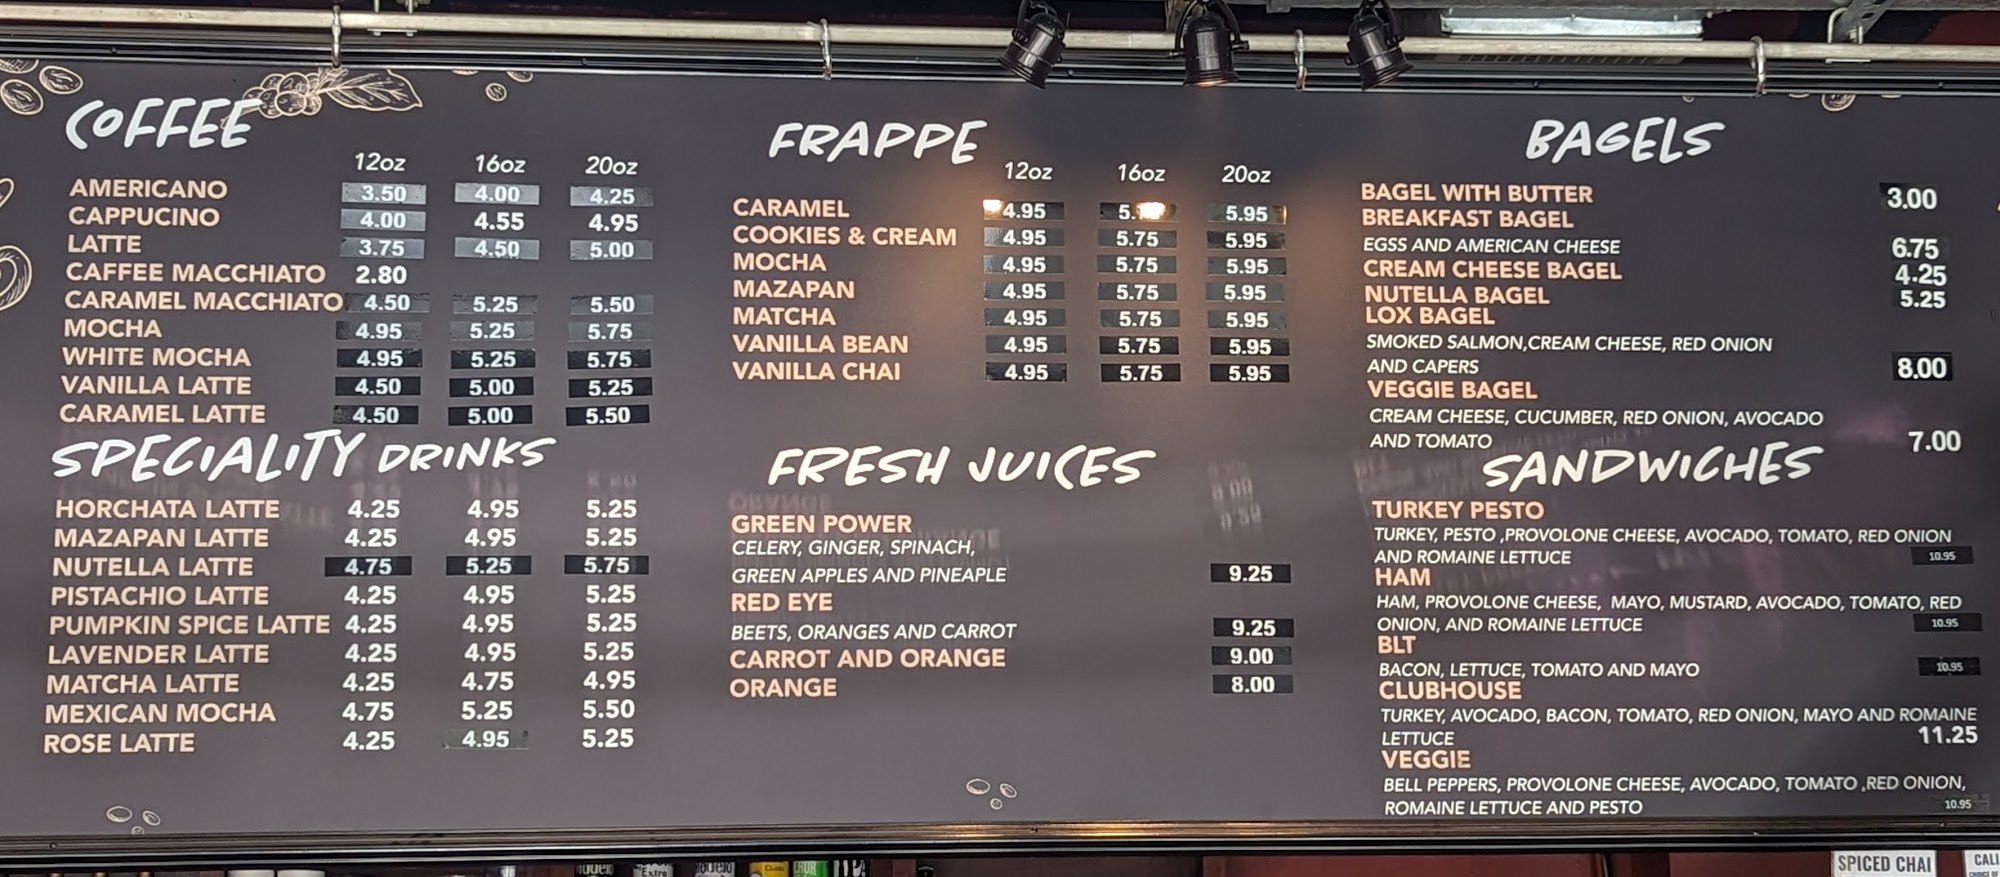 COFFEE
12oz 16oz 20oz
AMERICANO 3.50 4.00 4.25
CAPPUCINO 4.00 4.55 4.95
LATTE 3.75 4.50 5.00
CAFFEE MACCHIATO 2.80
CARAMEL MACCHIATO 4.50 5.25 5.50
MOCHA 4.95 5.25 5.75
WHITE MOCHA 4.95 5.25 5.75
VANILLA LATTE 4.50 5.00 5.25
CARAMEL LATTE 4.50 5.00 5.50
SPECIALITY DRINKS
HORCHATA LATTE 4.25 4.95 5.25
MAZAPAN LATTE 4.25 4.95 5.25
NUTELLA LATTE 4.75 5.25 5.75
PISTACHIO LATTE 4.25 4.95 5.25
PUMPKIN SPICE LATTE 4.25 4.95 5.25
LAVENDER LATTE 4.25 4.95 5.25
MATCHA LATTE 4.25 4.75 4.95
MEXICAN MOCHA 4.75 5.25 5.50
ROSE LATTE 4.25 4.95 5.25
FRAPPE
12oz 16oz 20oz
CARAMEL 4.95 5.95
COOKIES & CREAM 4.95 5.75 5.95
MOCHA 4.95 5.75 5.95
MAZAPAN 4.95 5.75 5.95
MATCHA 4.95 5.75 5.95
VANILLA BEAN 4.95 5.75 5.95
VANILLA CHAI 4.95 5.75 5.95
FRESH JUICES
GREEN POWER
CELERY, GINGER, SPINACH,
GREEN APPLES AND PINEAPLE 9.25
RED EYE
BEETS, ORANGES AND CARROT 9.25
CARROT AND ORANGE 9.00
ORANGE 8.00
BAGELS
BAGEL WITH BUTTER 3.00
BREAKFAST BAGEL
EGSS AND AMERICAN CHEESE 6.75
CREAM CHEESE BAGEL 4.25
NUTELLA BAGEL 5.25
LOX BAGEL
SMOKED SALMON,CREAM CHEESE, RED ONION
AND CAPERS 8.00
VEGGIE BAGEL
CREAM CHEESE, CUCUMBER, RED ONION, AVOCADO
AND TOMATO 7.00
SANDWICHES
TURKEY PESTO
TURKEY, PESTO ,PROVOLONE CHEESE, AVOCADO, TOMATO, RED ONION
AND ROMAINE LETTUCE 10.95
HAM
HAM, PROVOLONE CHEESE, MAYO, MUSTARD, AVOCADO, TOMATO, RED
ONION, AND ROMAINE LETTUCE 10.95
BLT
BACON, LETTUCE, TOMATO AND MAYO 10.95
CLUBHOUSE
TURKEY, AVOCADO, BACON, TOMATO, RED ONION, MAYO AND ROMAINE
LETTUCE 11.25
VEGGIE
BELL PEPPERS, PROVOLONE CHEESE, AVOCADO, TOMATO ,RED ONION,
ROMAINE LETTUCE AND PESTO 10.95
SPICED CHAI